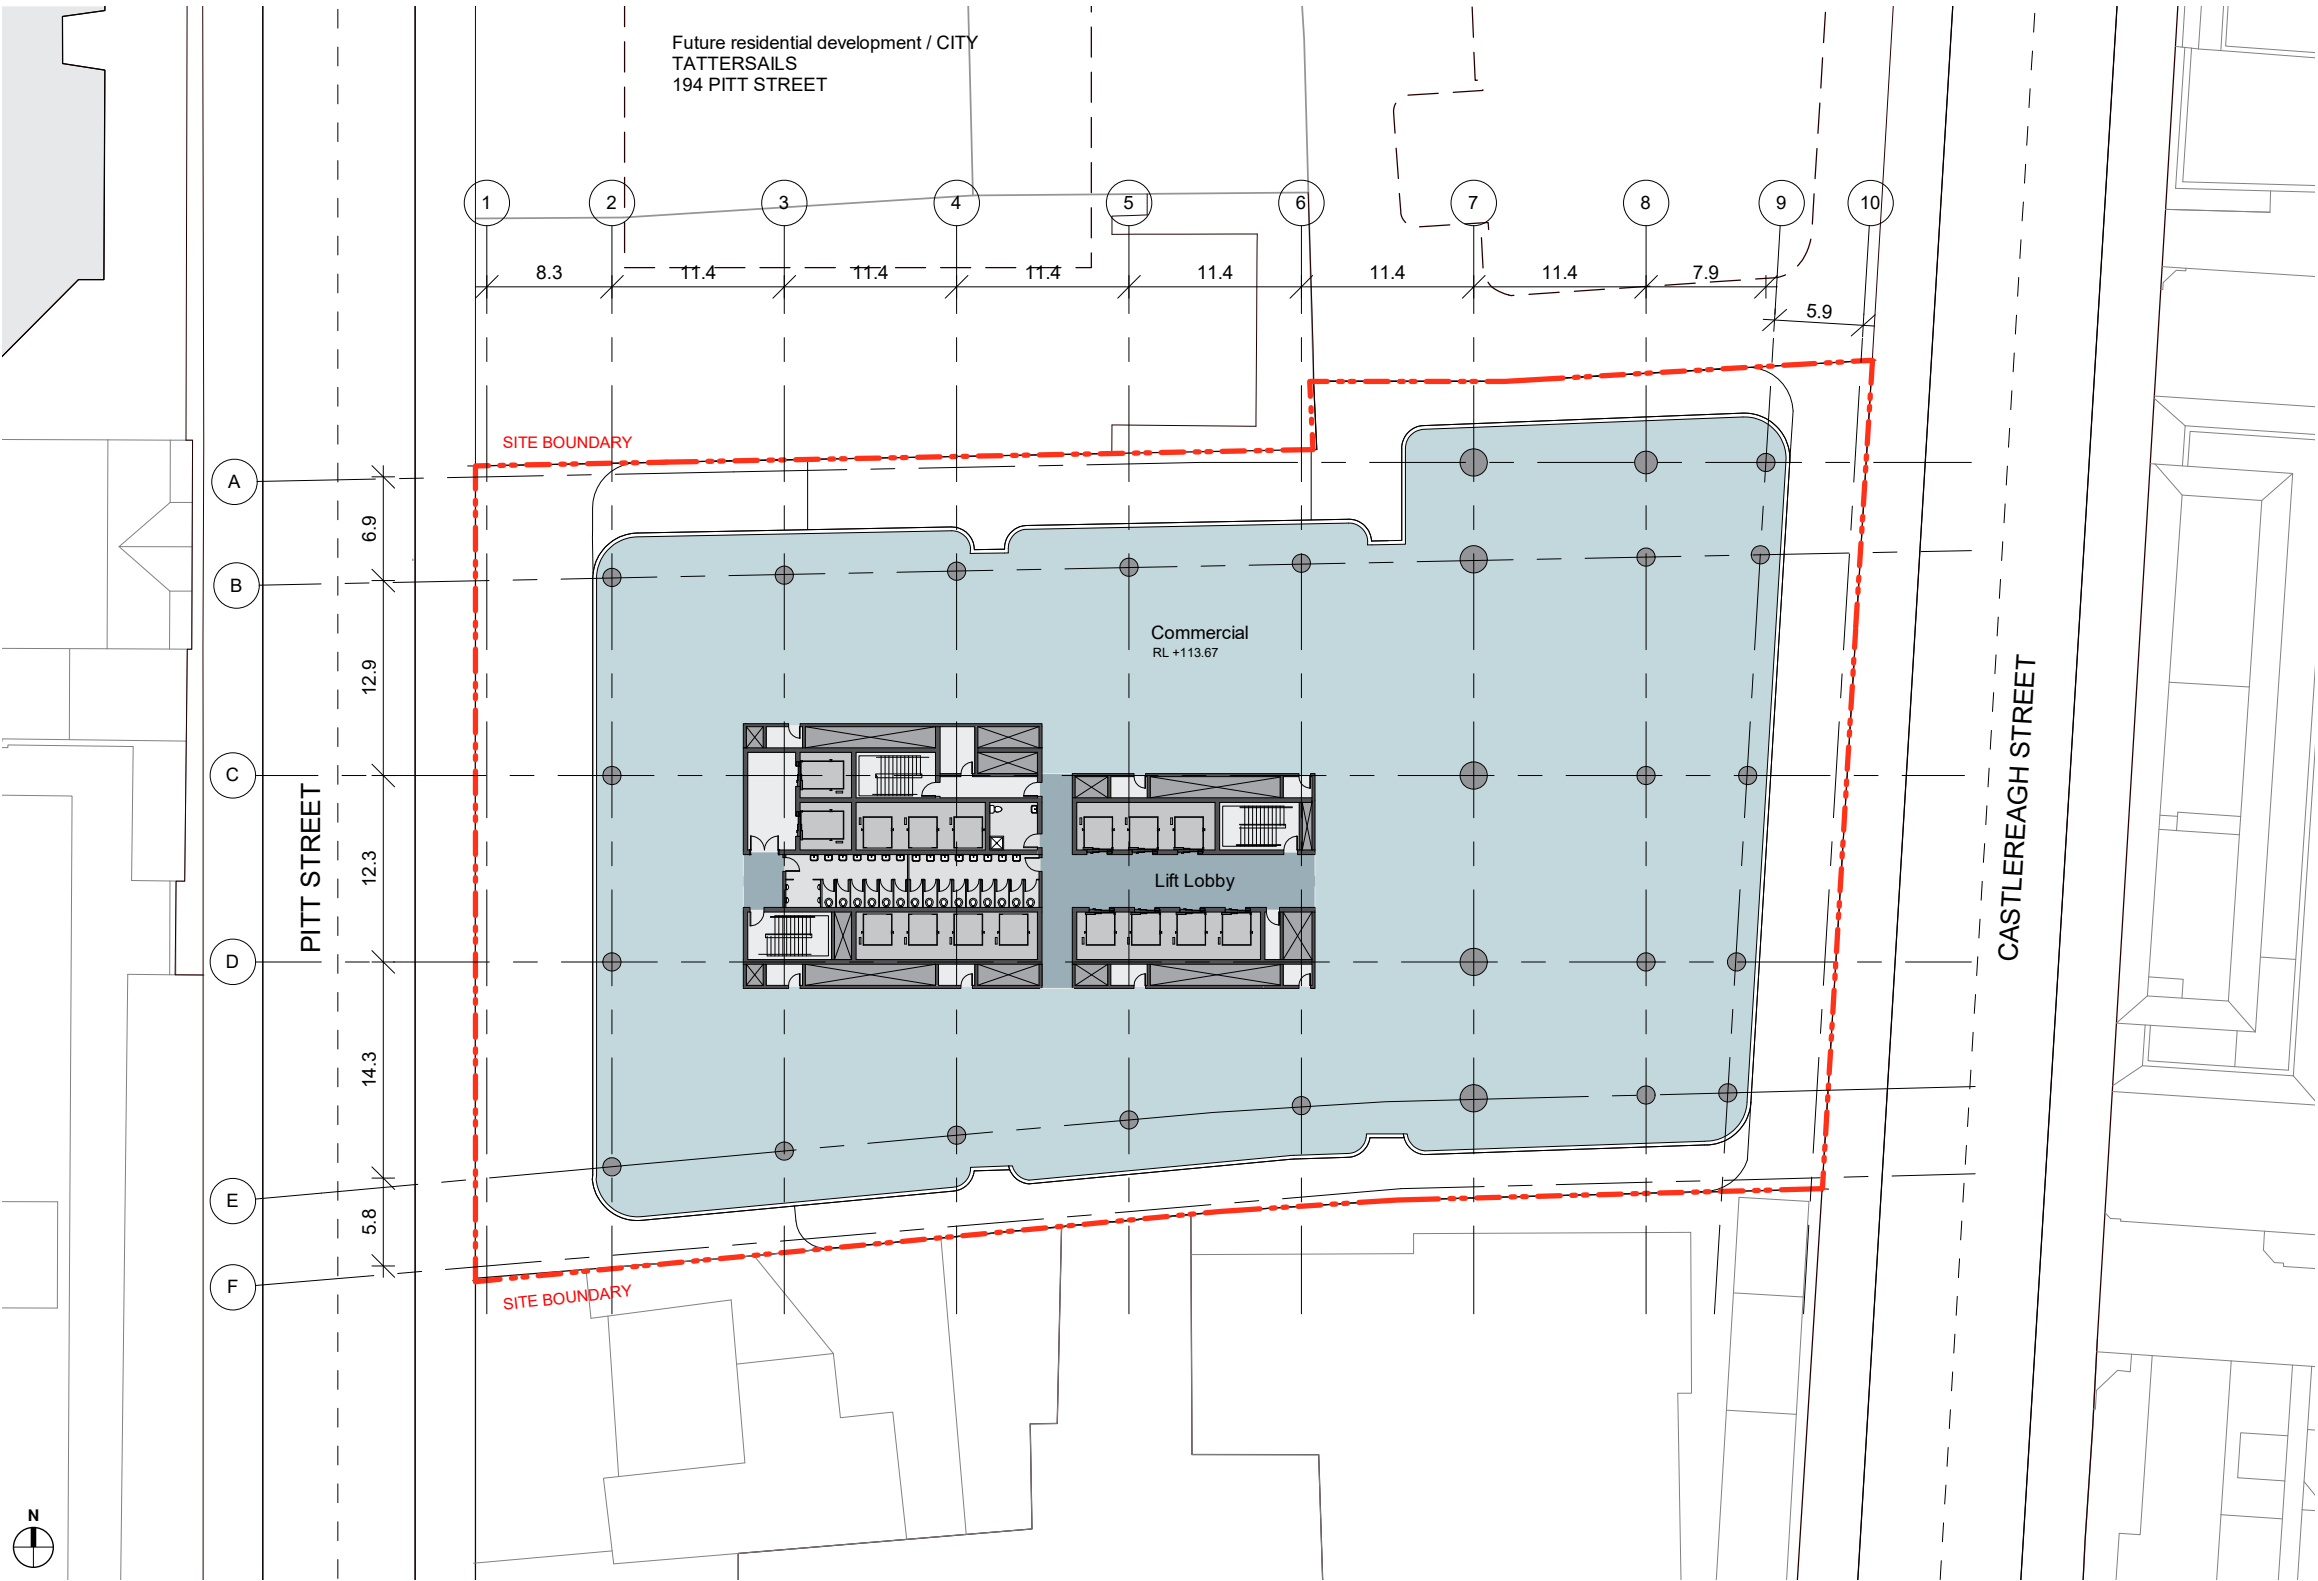 Future residential development / CITY
TATTERSAILS
194 PITT STREET
1
2
3
4
5
6
7
8
9
10
8.3
11.4
11.4
11.4
11.4
11.4
11.4
7.9
5.9
SITE BOUNDARY
A
6.9
B
12.9
C
12.3
D
14.3
E
5.8
F
PITT STREET
Commercial
RL +113.67
Lift Lobby
CASTLEREAGH STREET
SITE BOUNDARY
N